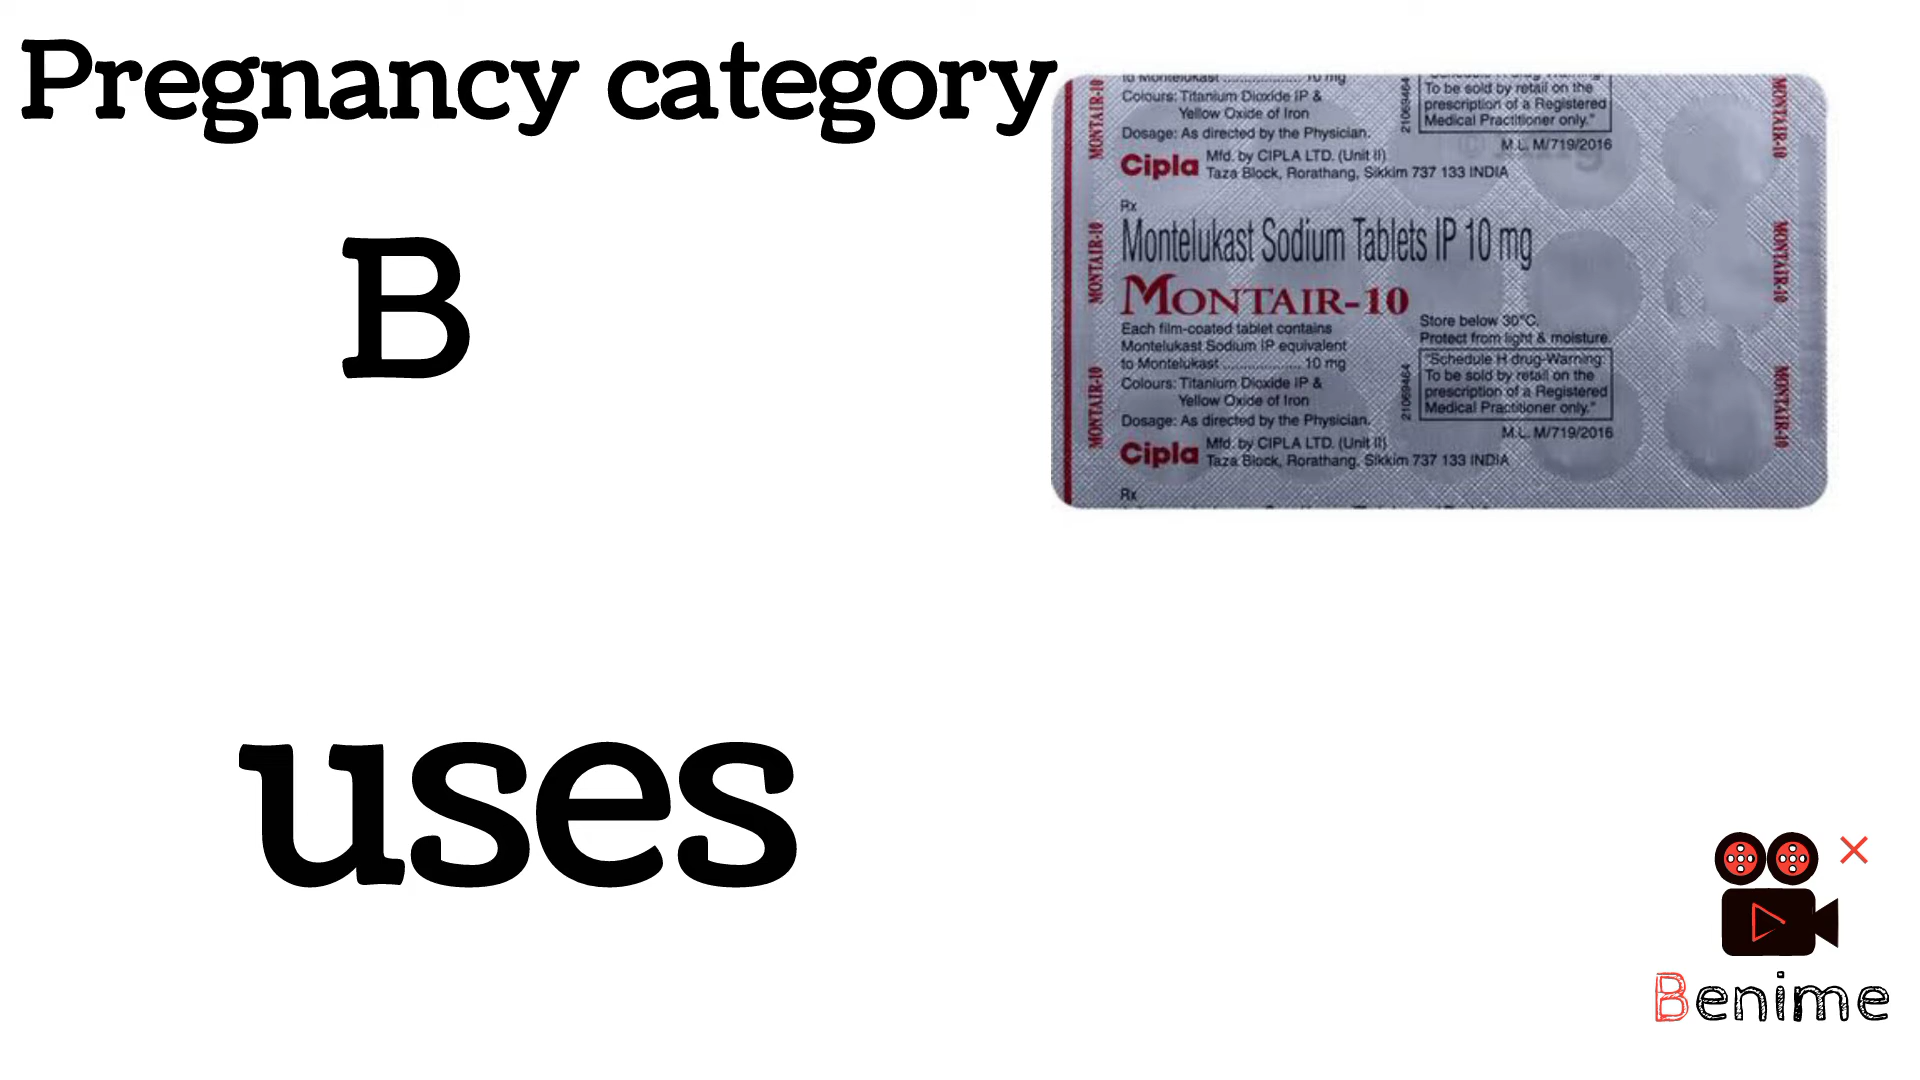 Pregnancy category
B
uses
to Montelukast .................... 10 mg
Colours: Titanium Dioxide IP &
Yellow Oxide of Iron
Dosage: As directed by the Physician.
Cipla
Mfd. by CIPLA LTD. (Unit II)
Taza Block, Rorathang, Sikkim 737 133 INDIA
To be sold by retail on the
prescription of a Registered
Medical Practitioner only."
M.L. M/719/2016
21069464
Rx
Montelukast Sodium Tablets IP 10 mg
MONTAIR-10
Each film-coated tablet contains
Montelukast Sodium IP equivalent
to Montelukast .................... 10 mg
Colours: Titanium Dioxide IP &
Yellow Oxide of Iron
Dosage: As directed by the Physician.
Cipla
Mfd. by CIPLA LTD. (Unit II)
Taza Block, Rorathang, Sikkim 737 133 INDIA
Store below 30°C.
Protect from light & moisture.
"Schedule H drug-Warning:
To be sold by retail on the
prescription of a Registered
Medical Practitioner only."
M.L. M/719/2016
21069464
Rx
MONTAIR-10
MONTAIR-10
MONTAIR-10
MONTAIR-10
MONTAIR-10
MONTAIR-10
Benime